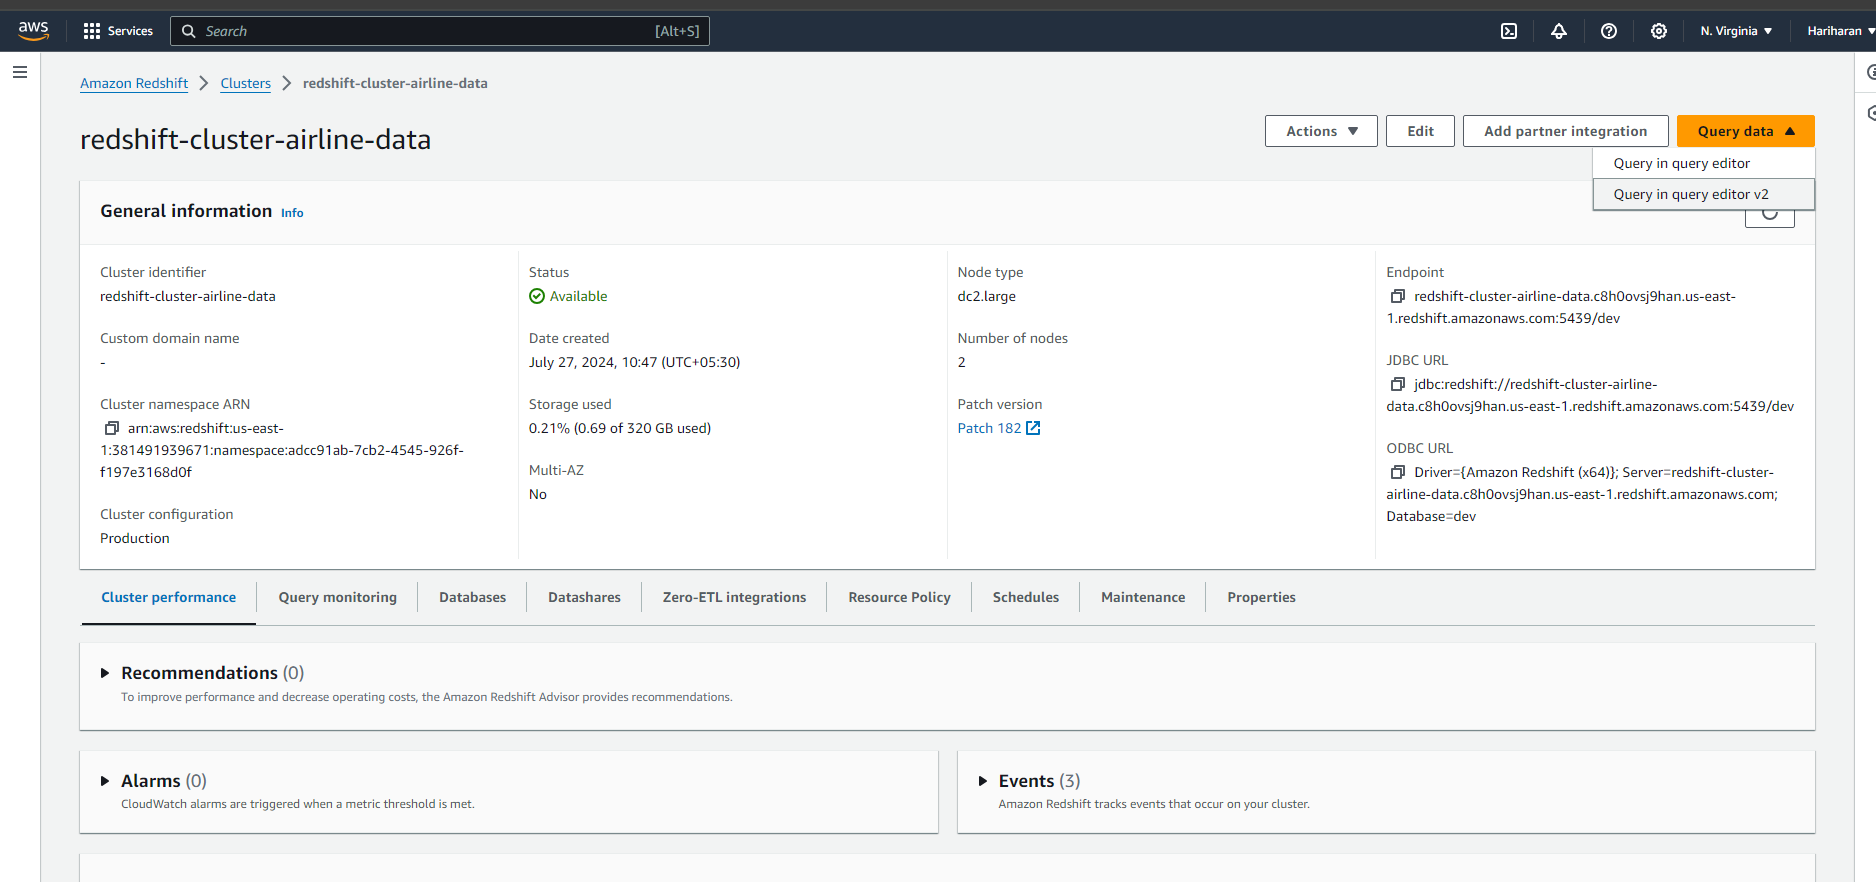 aws
Services
Search
[Alt+S]
N. Virginia
Hariharan
Amazon Redshift
Clusters
redshift-cluster-airline-data
redshift-cluster-airline-data
Actions
Edit
Add partner integration
Query data
Query in query editor
Query in query editor v2
General information Info
Cluster identifier
redshift-cluster-airline-data
Custom domain name
-
Cluster namespace ARN
arn:aws:redshift:us-east-
1:381491939671:namespace:adcc91ab-7cb2-4545-926f-
f197e3168d0f
Cluster configuration
Production
Status
Available
Date created
July 27, 2024, 10:47 (UTC+05:30)
Storage used
0.21% (0.69 of 320 GB used)
Multi-AZ
No
Node type
dc2.large
Number of nodes
2
Patch version
Patch 182
Endpoint
redshift-cluster-airline-data.c8h0ovsj9han.us-east-
1.redshift.amazonaws.com:5439/dev
JDBC URL
jdbc:redshift://redshift-cluster-airline-
data.c8h0ovsj9han.us-east-1.redshift.amazonaws.com:5439/dev
ODBC URL
Driver={Amazon Redshift (x64)}; Server=redshift-cluster-
airline-data.c8h0ovsj9han.us-east-1.redshift.amazonaws.com;
Database=dev
Cluster performance
Query monitoring
Databases
Datashares
Zero-ETL integrations
Resource Policy
Schedules
Maintenance
Properties
Recommendations (0)
To improve performance and decrease operating costs, the Amazon Redshift Advisor provides recommendations.
Alarms (0)
CloudWatch alarms are triggered when a metric threshold is met.
Events (3)
Amazon Redshift tracks events that occur on your cluster.